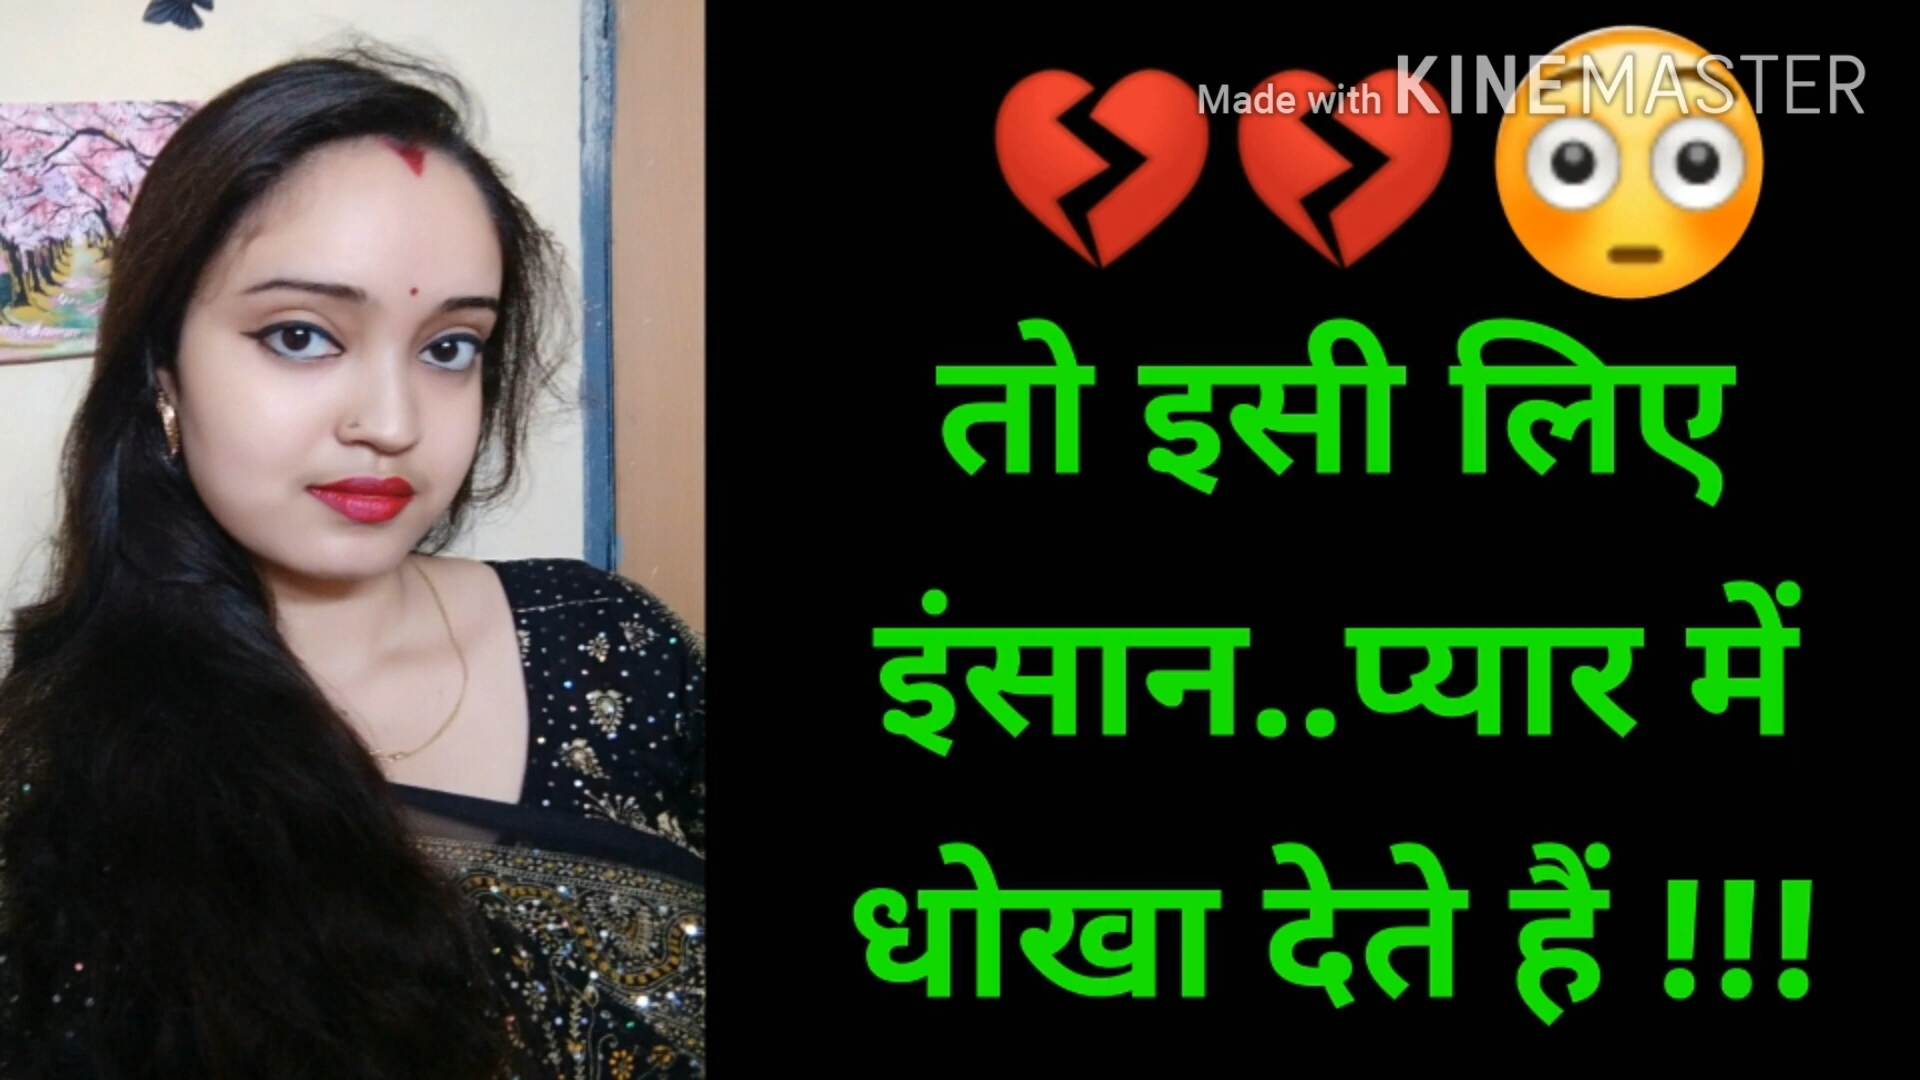 Made with KINEMASTER
तो इसी लिए
इंसान..प्यार में
धोखा देते हैं !!!